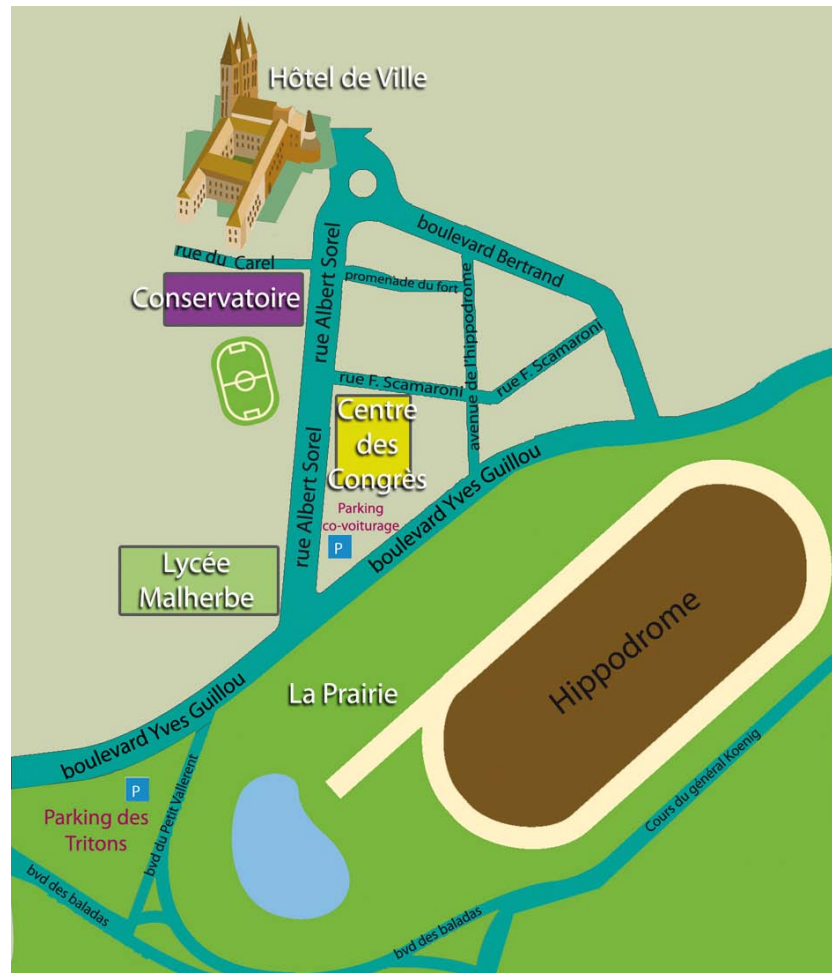 Hôtel de Ville
boulevard Bertrand
rue du Carel
promenade du fort
Conservatoire
rue Albert Sorel
avenue de l'hippodrome
rue F. Scamaroni
rue F. Scamaroni
Centre
des
Congrès
rue Albert Sorel
Parking
co-voiturage
P
boulevard Yves Guillou
Lycée
Malherbe
Hippodrome
La Prairie
boulevard Yves Guillou
P
Parking des
Tritons
bvd du Petit Vallerent
Cours du général Koenig
bvd des baladas
bvd des baladas